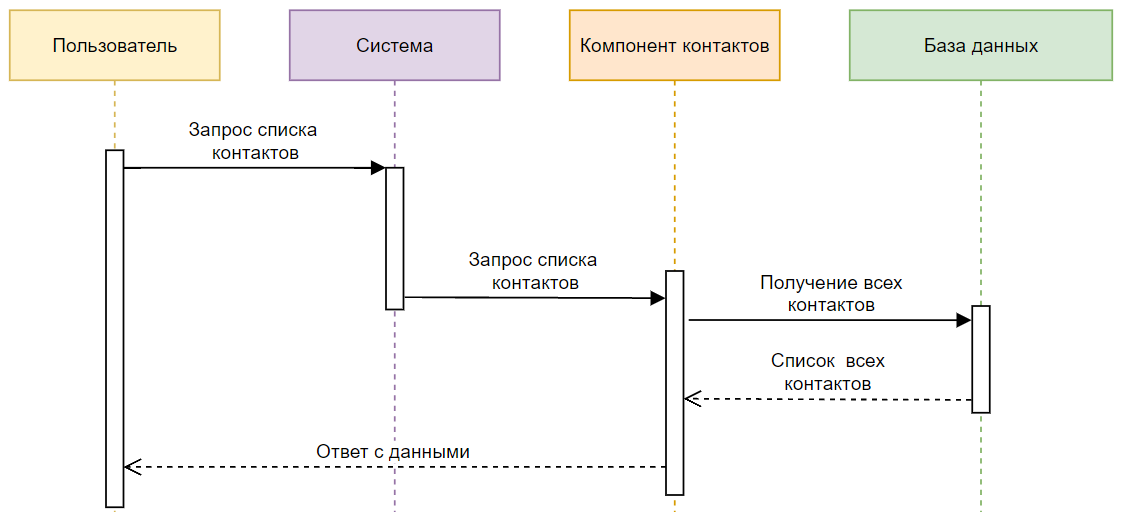 Пользователь
Система
Компонент контактов
База данных
Запрос списка
контактов
Запрос списка
контактов
Получение всех
контактов
Список  всех
контактов
Ответ с данными